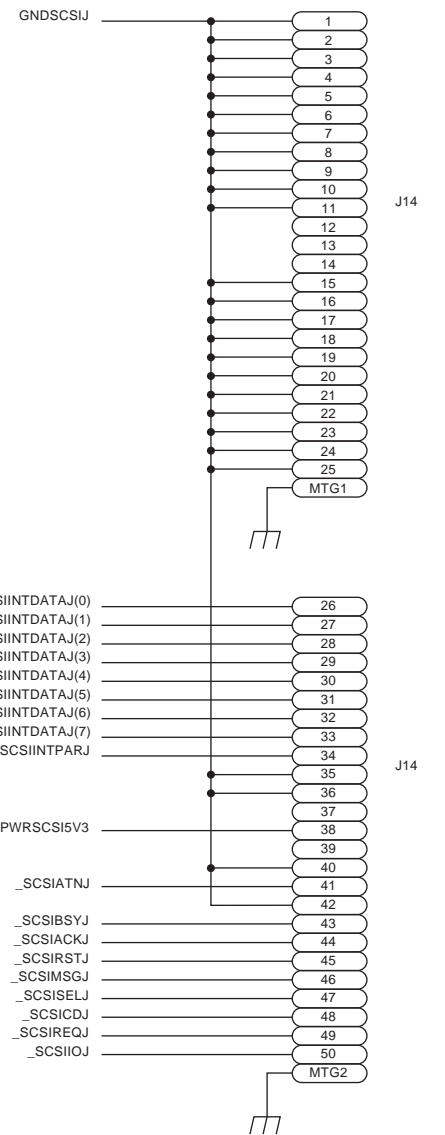 GNDSCSIJ 1
2
3
4
5
6
7
8
9
10
11
J14
12
13
14
15
16
17
18
19
20
21
22
23
24
25
MTG1
SIINTDATAJ(0) 26
SIINTDATAJ(1) 27
SIINTDATAJ(2) 28
SIINTDATAJ(3) 29
SIINTDATAJ(4) 30
SIINTDATAJ(5) 31
SIINTDATAJ(6) 32
SIINTDATAJ(7) 33
SCSIINTPARJ 34
J14
35
36
37
PWRSCSI5V3 38
39
40
_SCSIATNJ 41
42
_SCSIBSYJ 43
_SCSIACKJ 44
_SCSIRSTJ 45
_SCSIMSGJ 46
_SCSISELJ 47
_SCSICDJ 48
_SCSIREQJ 49
_SCSIIOJ 50
MTG2